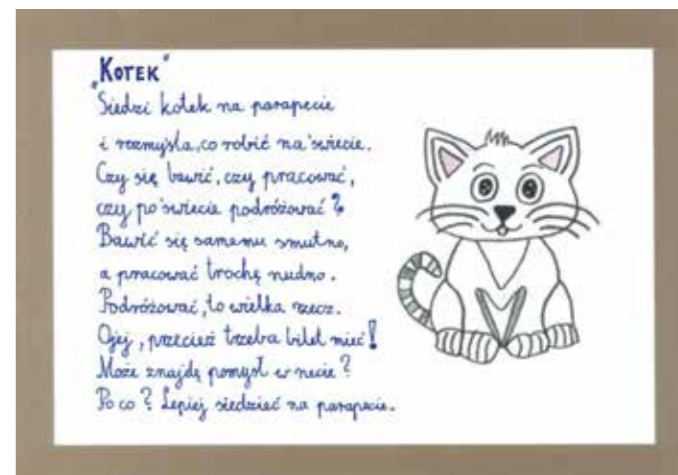 „Kotek"
Siedzi kotek na parapecie
i rozmyśla, co robić na świecie.
Czy się bawić, czy pracować,
czy po świecie podróżować?
Bawić się samemu smutno,
a pracować trochę nudno.
Podróżować, to wielka rzecz.
Ojej, przecież trzeba bilet mieć!
Może znajdę pomysł w necie?
Po co? Lepiej siedzieć na parapecie.